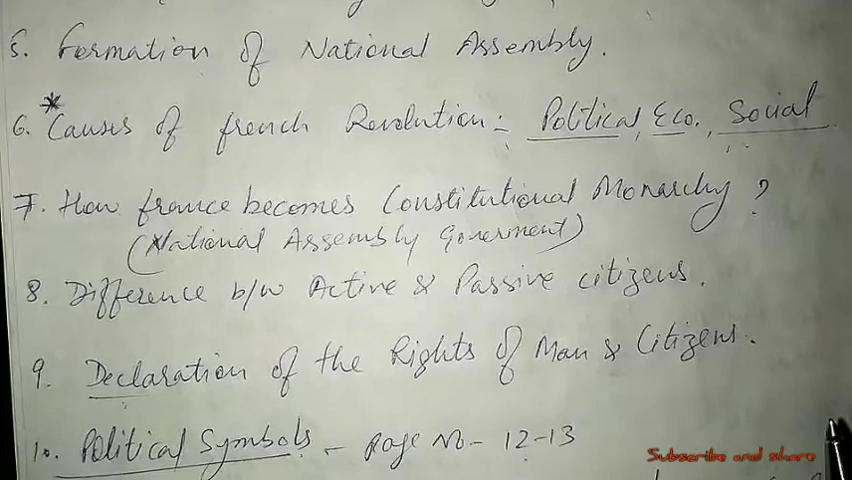 5. Formation of National Assembly.
6. *Causes of french Revolution:- Political, Eco., Social
7. How france becomes Constitutional Monarchy?
(National Assembly Goverment)
8. Difference b/w Active & Passive citizens.
9. Declaration of the Rights of Man & Citizens.
10. Political Symbols - Page No- 12-13
Subscribe and share